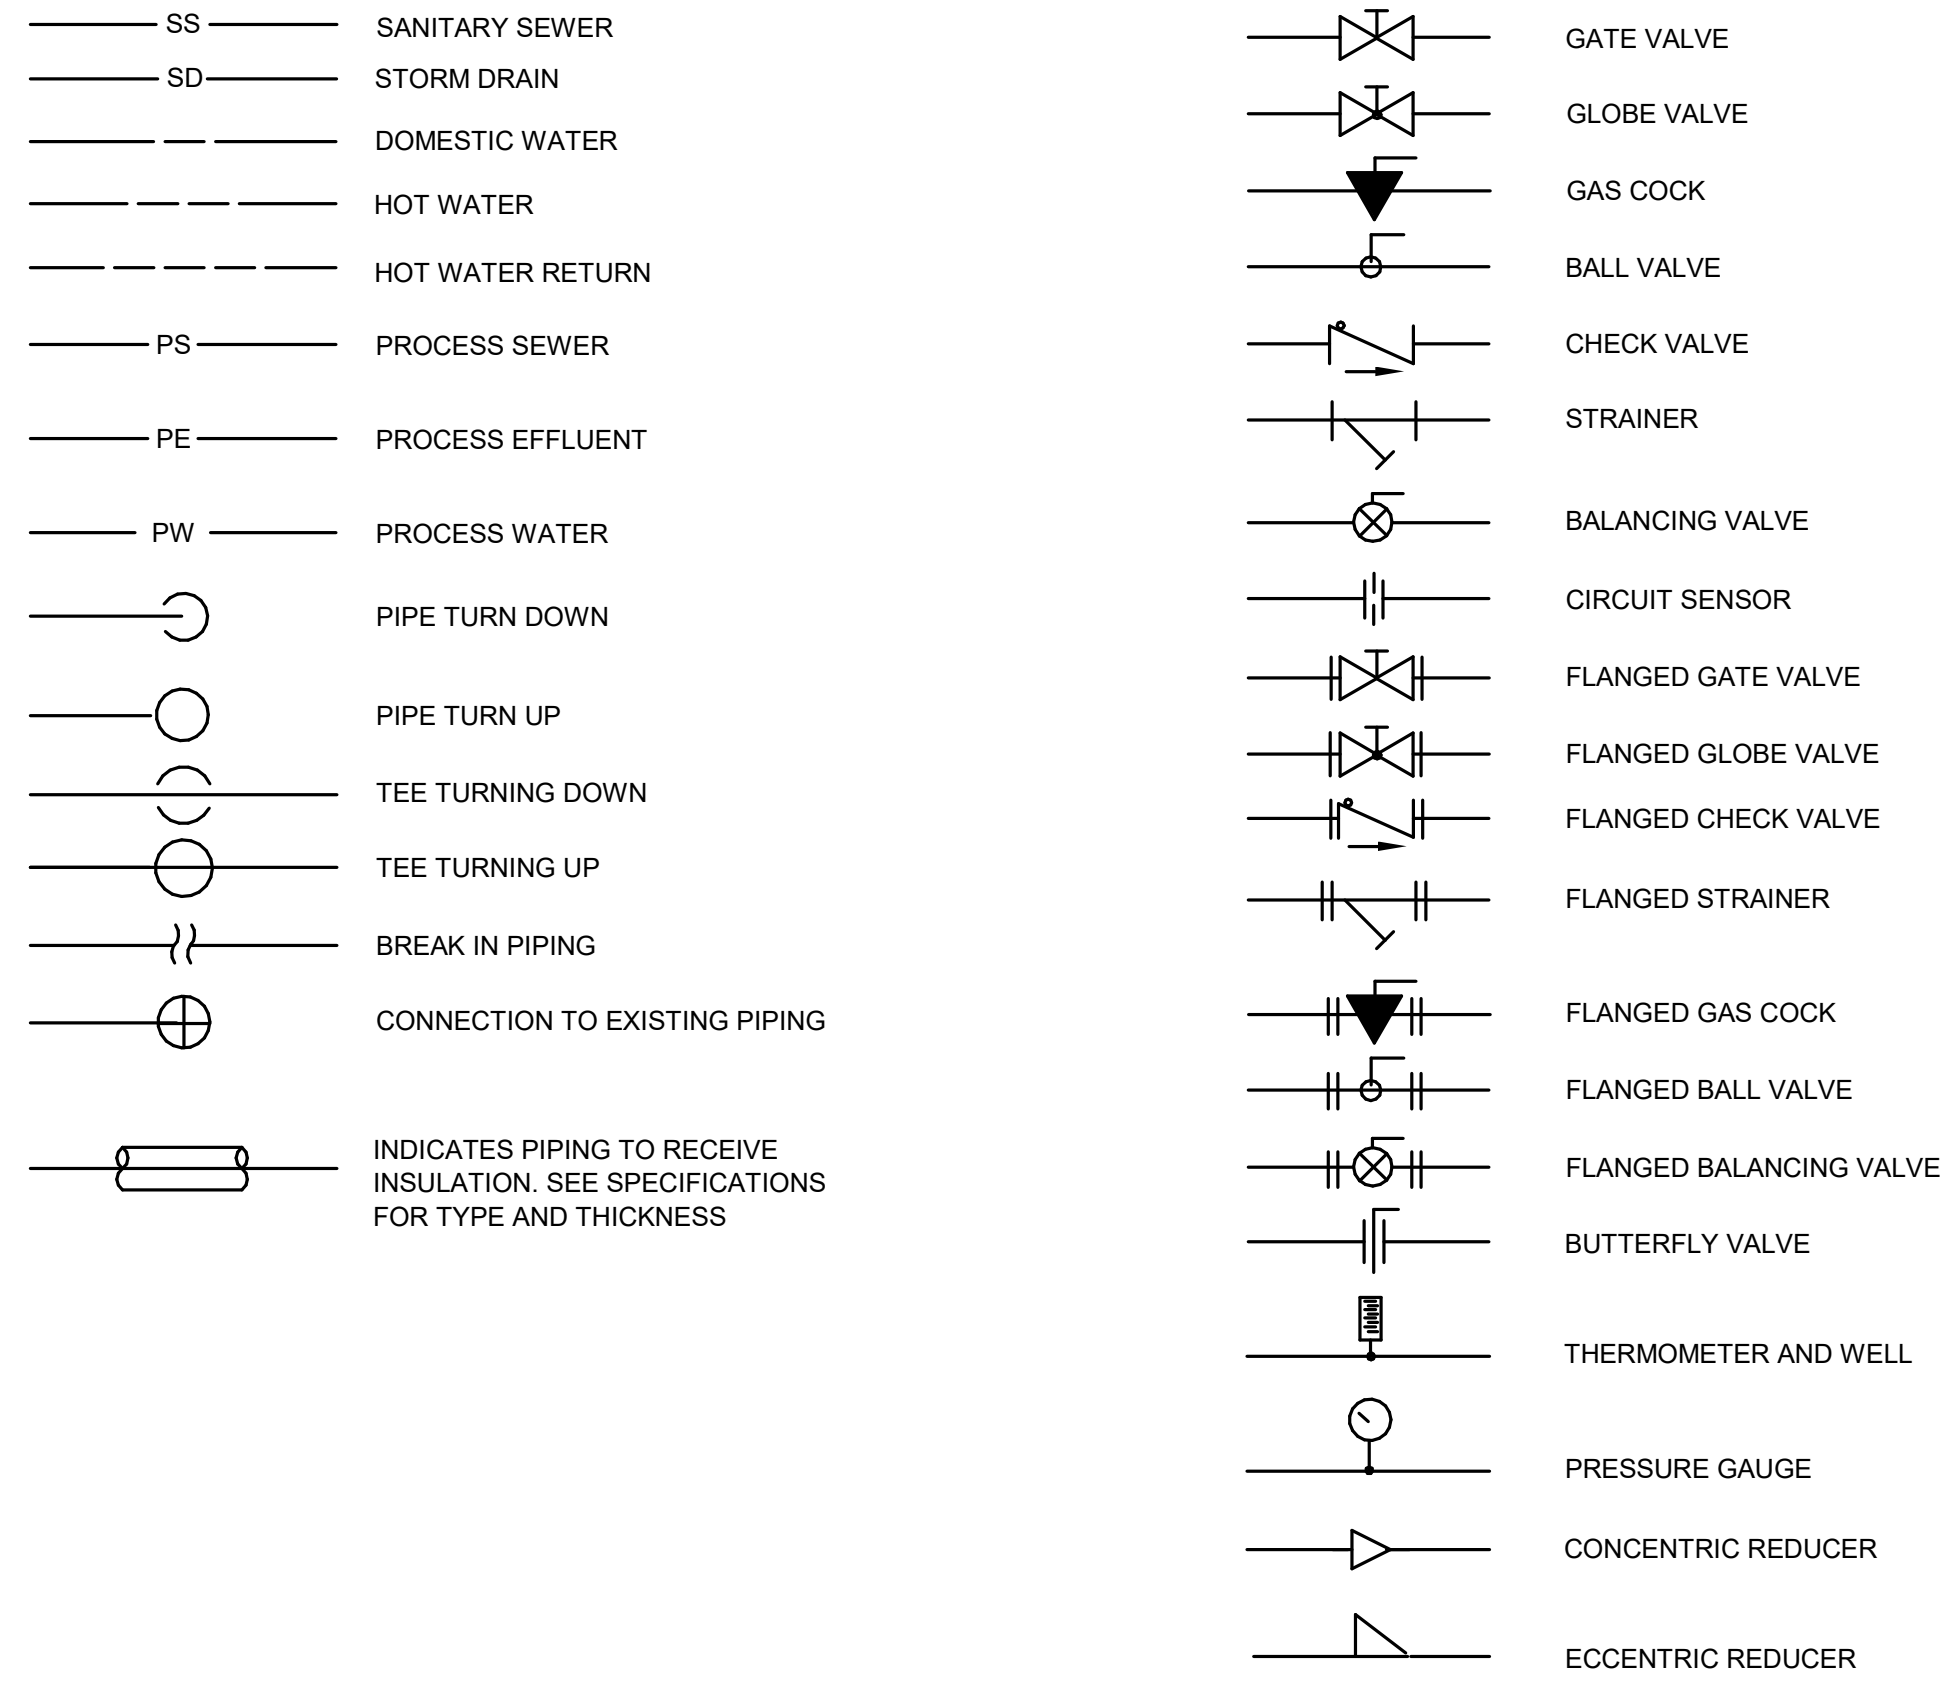 SS SANITARY SEWER
SD STORM DRAIN
DOMESTIC WATER
HOT WATER
HOT WATER RETURN
PS PROCESS SEWER
PE PROCESS EFFLUENT
PW PROCESS WATER
PIPE TURN DOWN
PIPE TURN UP
TEE TURNING DOWN
TEE TURNING UP
BREAK IN PIPING
CONNECTION TO EXISTING PIPING
INDICATES PIPING TO RECEIVE
INSULATION. SEE SPECIFICATIONS
FOR TYPE AND THICKNESS
GATE VALVE
GLOBE VALVE
GAS COCK
BALL VALVE
CHECK VALVE
STRAINER
BALANCING VALVE
CIRCUIT SENSOR
FLANGED GATE VALVE
FLANGED GLOBE VALVE
FLANGED CHECK VALVE
FLANGED STRAINER
FLANGED GAS COCK
FLANGED BALL VALVE
FLANGED BALANCING VALVE
BUTTERFLY VALVE
THERMOMETER AND WELL
PRESSURE GAUGE
CONCENTRIC REDUCER
ECCENTRIC REDUCER